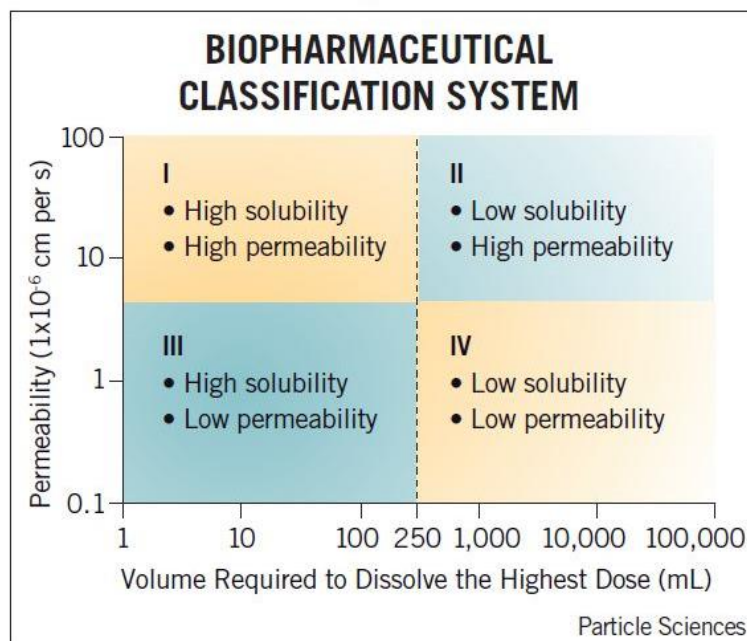 BIOPHARMACEUTICAL
CLASSIFICATION SYSTEM
Permeability (1x10⁻⁶ cm per s)
100
10
1
0.1
I
• High solubility
• High permeability
II
• Low solubility
• High permeability
III
• High solubility
• Low permeability
IV
• Low solubility
• Low permeability
1 10 100 250 1,000 10,000 100,000
Volume Required to Dissolve the Highest Dose (mL)
Particle Sciences